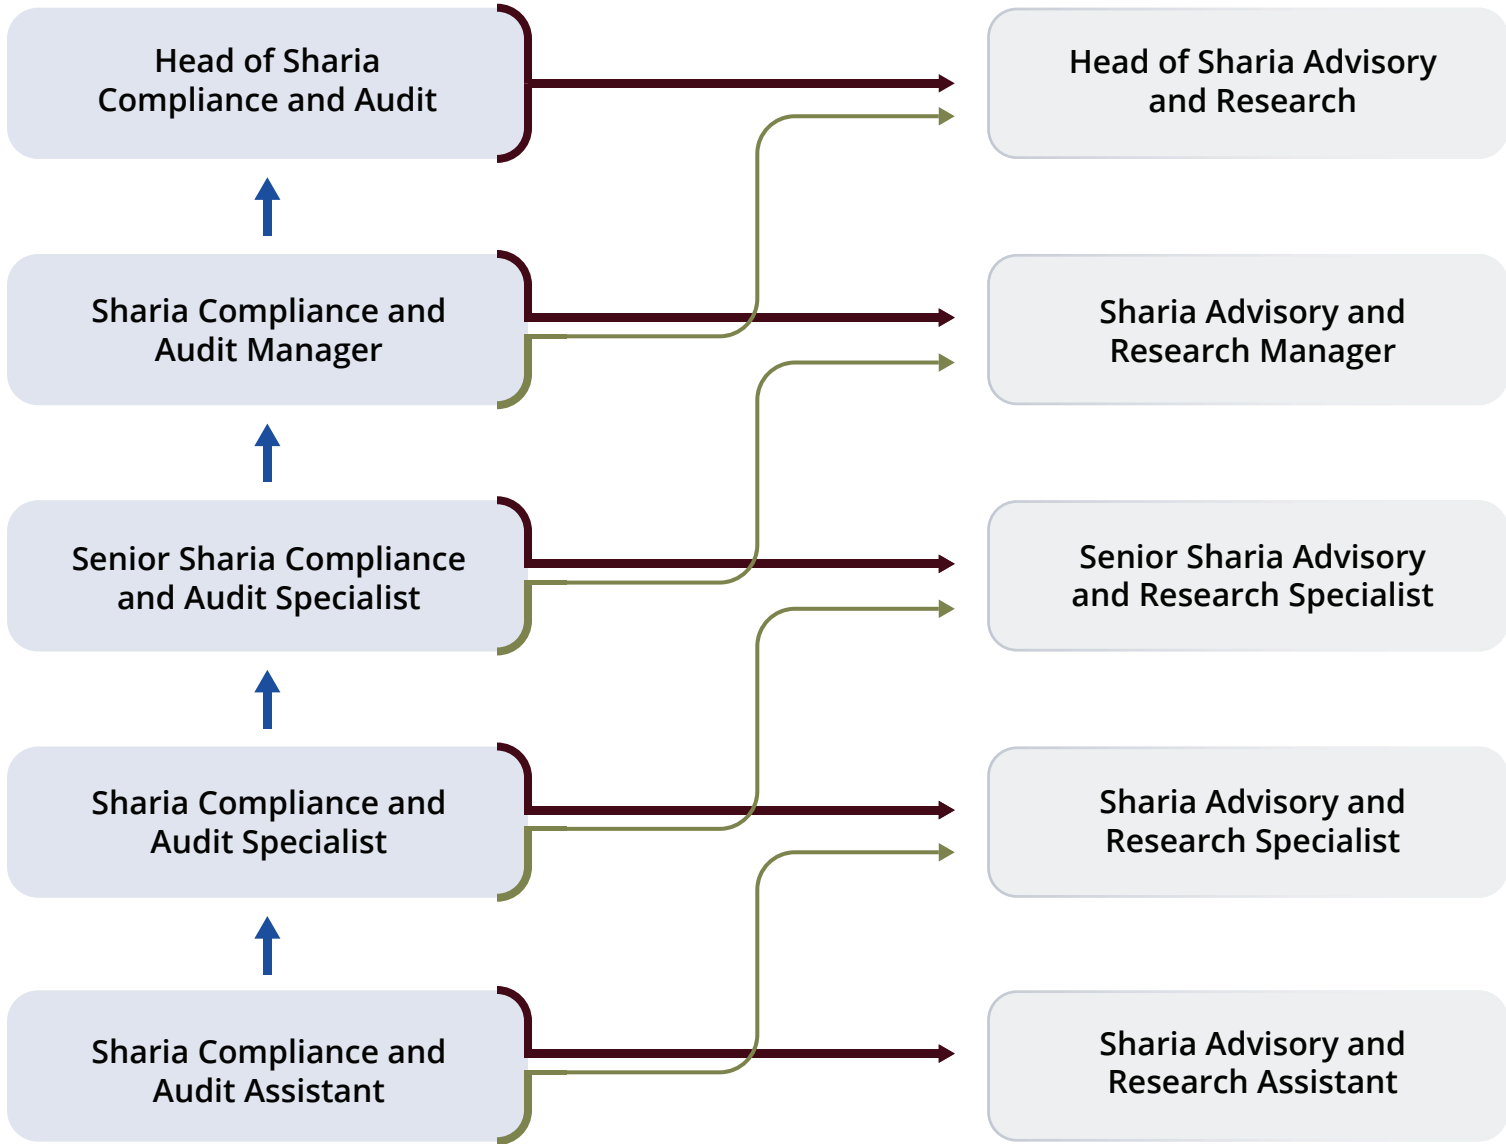 Head of Sharia
Compliance and Audit
Head of Sharia Advisory
and Research
Sharia Compliance and
Audit Manager
Sharia Advisory and
Research Manager
Senior Sharia Compliance
and Audit Specialist
Senior Sharia Advisory
and Research Specialist
Sharia Compliance and
Audit Specialist
Sharia Advisory and
Research Specialist
Sharia Compliance and
Audit Assistant
Sharia Advisory and
Research Assistant